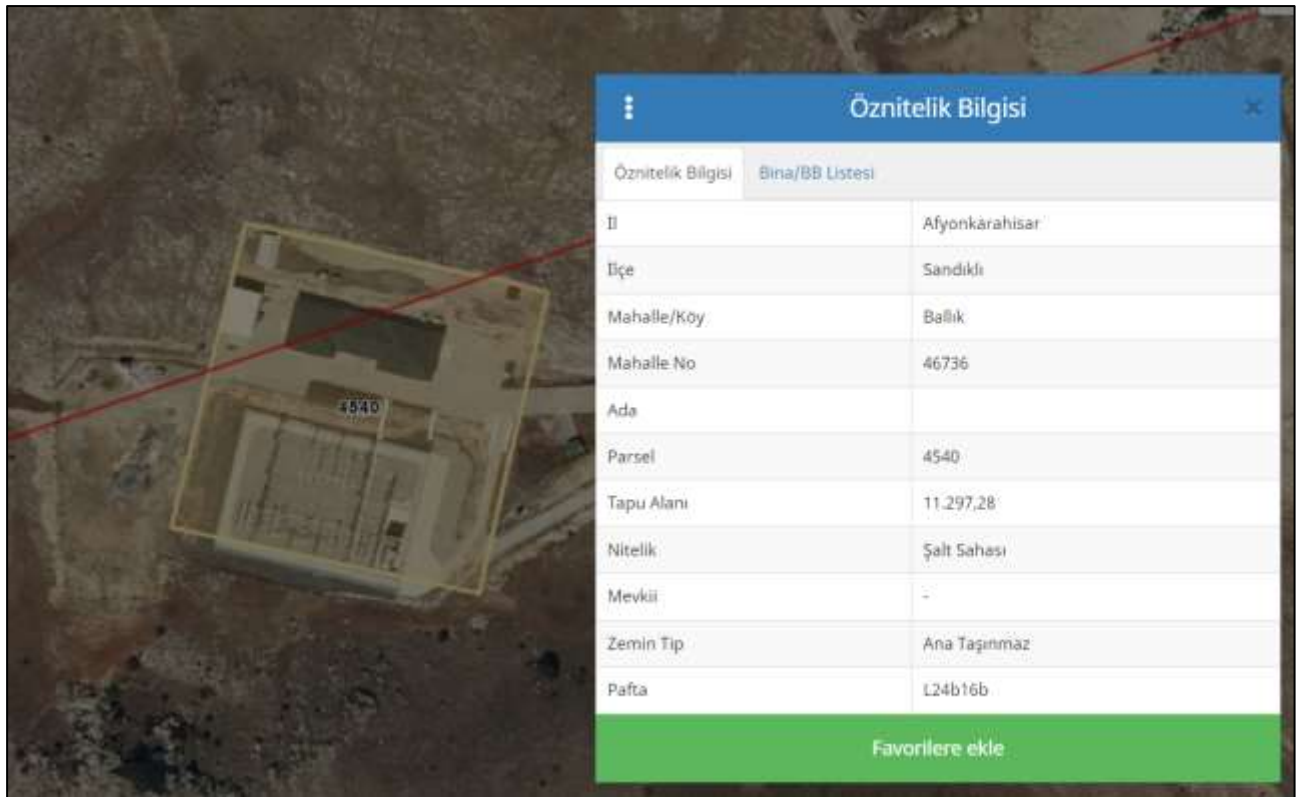 Öznitelik Bilgisi ×
Öznitelik Bilgisi Bina/BB Listesi
İl Afyonkarahisar
İlçe Sandıklı
Mahalle/Köy Ballık
Mahalle No 46736
Ada
Parsel 4540
Tapu Alanı 11.297,28
Nitelik Şalt Sahası
Mevkii -
Zemin Tip Ana Taşınmaz
Pafta L24b16b
Favorilere ekle
4540